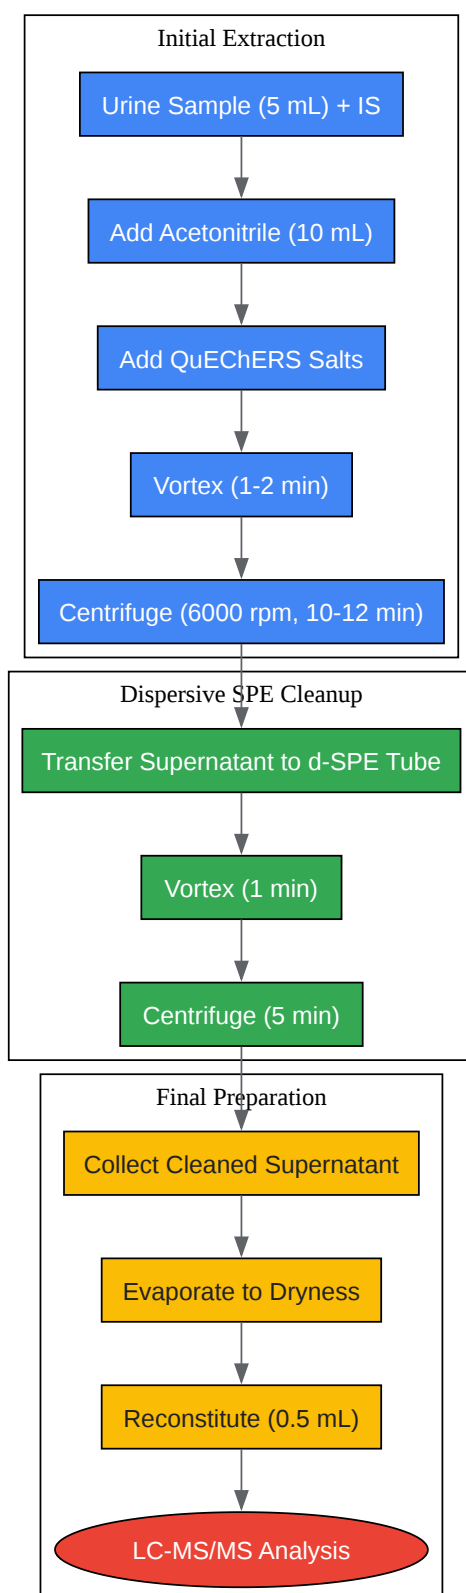 Initial Extraction
Urine Sample (5 mL) + IS
Add Acetonitrile (10 mL)
Add QuEChERS Salts
Vortex (1-2 min)
Centrifuge (6000 rpm, 10-12 min)
Dispersive SPE Cleanup
Transfer Supernatant to d-SPE Tube
Vortex (1 min)
Centrifuge (5 min)
Final Preparation
Collect Cleaned Supernatant
Evaporate to Dryness
Reconstitute (0.5 mL)
LC-MS/MS Analysis